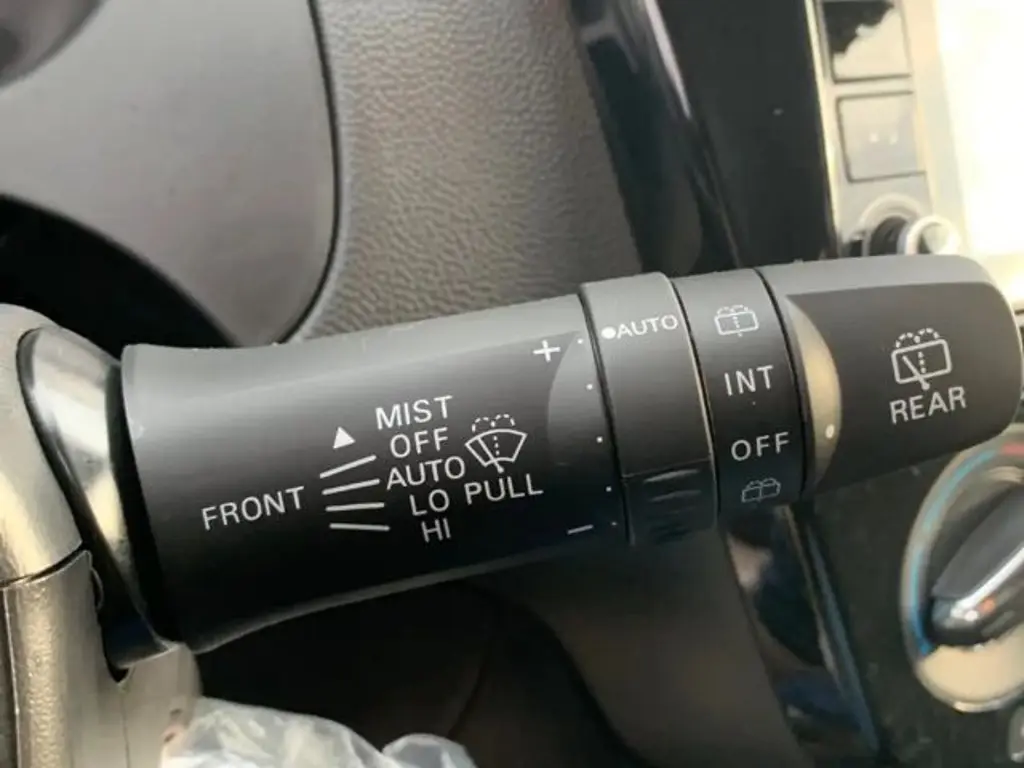 FRONT
MIST
OFF
AUTO
LO PULL
HI
+
−
●AUTO
INT
OFF
REAR